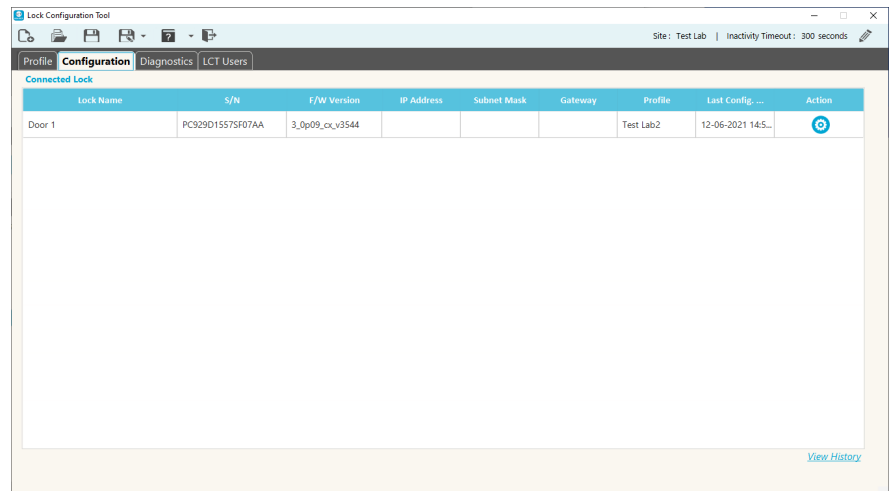 Lock Configuration Tool
Site : Test Lab | Inactivity Timeout : 300 seconds
Profile Configuration Diagnostics LCT Users
Connected Lock
Lock Name S/N F/W Version IP Address Subnet Mask Gateway Profile Last Config. ... Action
Door 1 PC929D1557SF07AA 3_0p09_cx_v3544 Test Lab2 12-06-2021 14:5...
View History